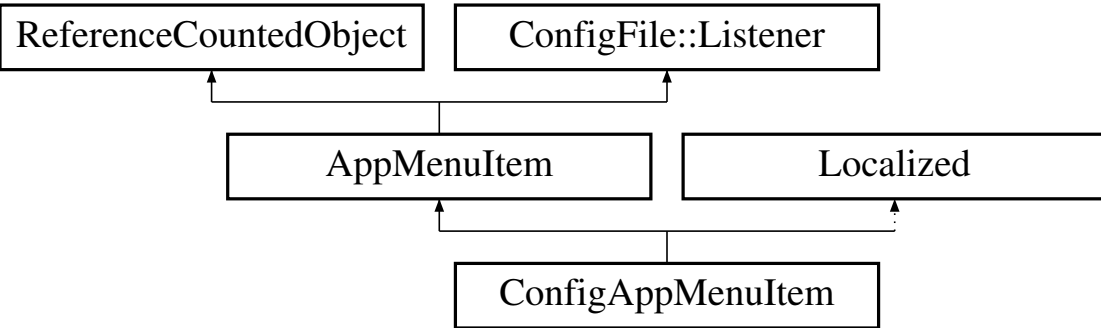 ReferenceCountedObject
ConfigFile::Listener
AppMenuItem
Localized
ConfigAppMenuItem